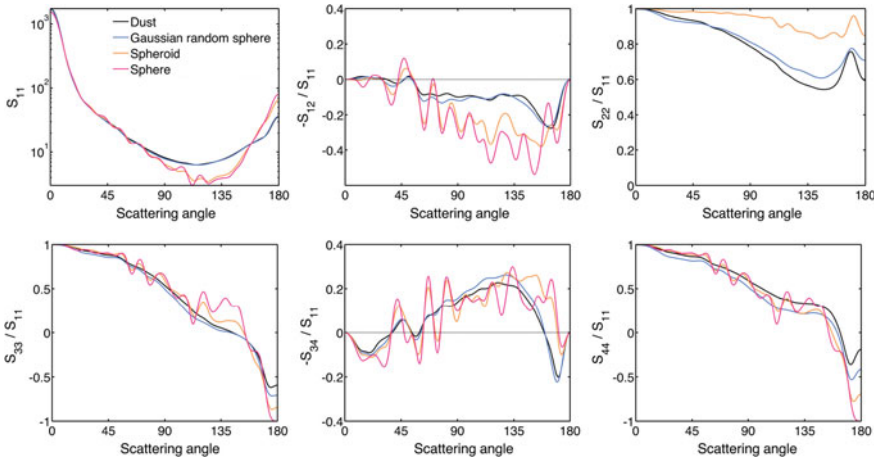 10³
10²
10¹
S₁₁
Dust
Gaussian random sphere
Spheroid
Sphere
0 45 90 135 180
Scattering angle
0.4
0.2
0
-0.2
-0.4
-S₁₂ / S₁₁
0 45 90 135 180
Scattering angle
1
0.8
0.6
0.4
0.2
0
S₂₂ / S₁₁
0 45 90 135 180
Scattering angle
1
0.5
0
-0.5
-1
S₃₃ / S₁₁
0 45 90 135 180
Scattering angle
0.4
0.2
0
-0.2
-0.4
-S₃₄ / S₁₁
0 45 90 135 180
Scattering angle
1
0.5
0
-0.5
-1
S₄₄ / S₁₁
0 45 90 135 180
Scattering angle